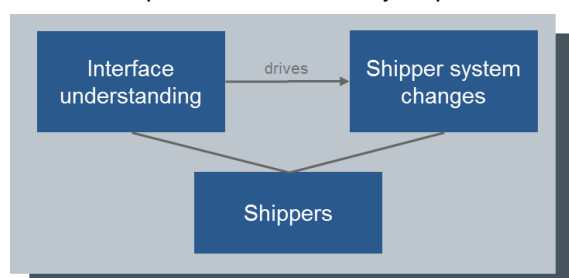 Interface
understanding
drives
Shipper system
changes
Shippers